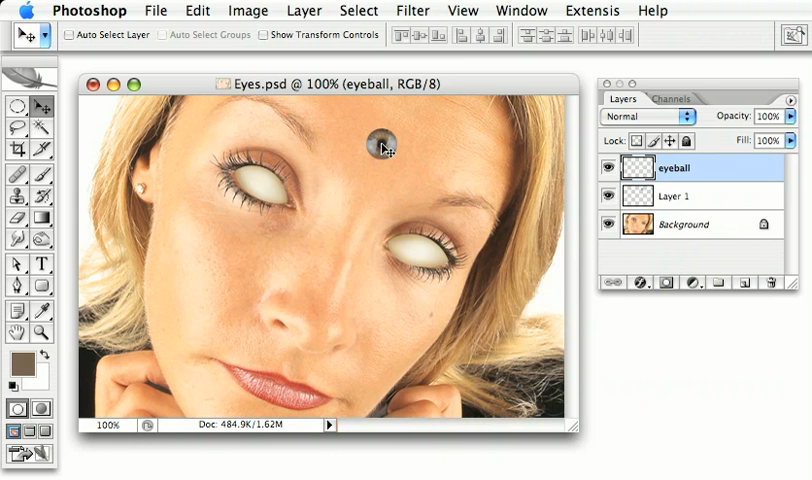 Photoshop File Edit Image Layer Select Filter View Window Extensis Help
Auto Select Layer Auto Select Groups Show Transform Controls
Eyes.psd @ 100% (eyeball, RGB/8)
Layers Channels
Normal Opacity: 100%
Lock: Fill: 100%
eyeball
Layer 1
Background
T
100% Doc: 484.9K/1.62M